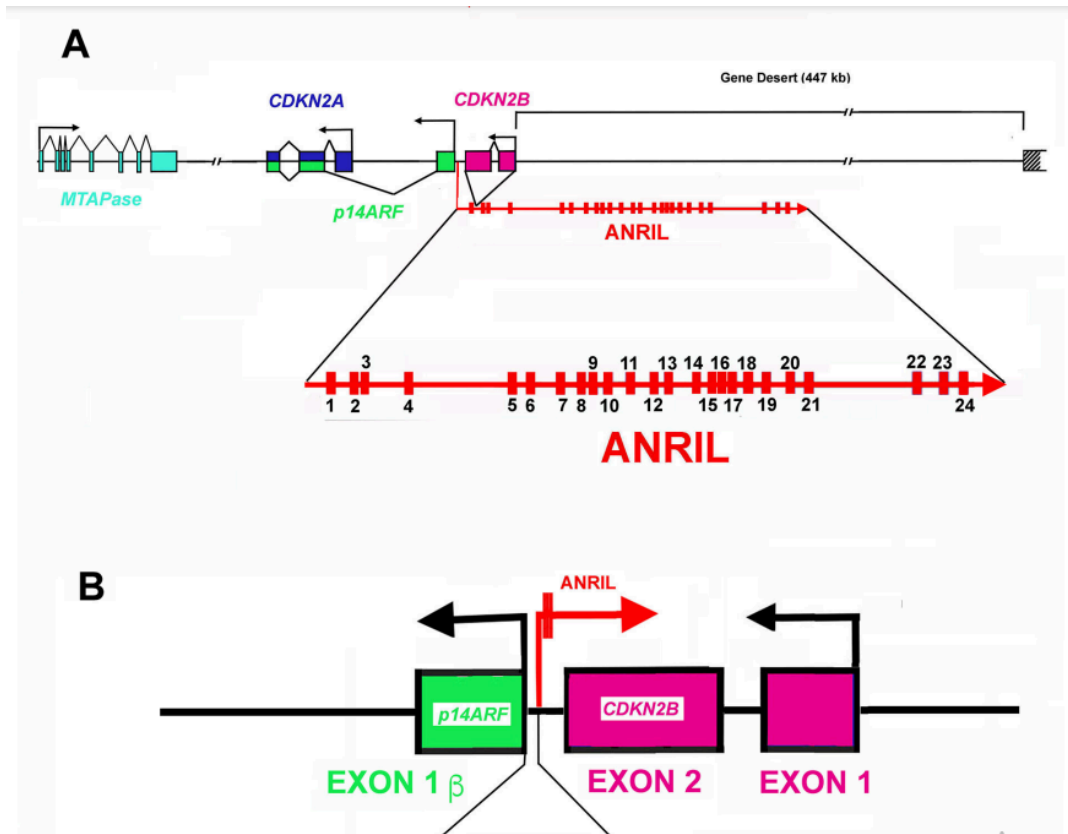 A
Gene Desert (447 kb)
CDKN2A
CDKN2B
MTAPase
p14ARF
ANRIL
3 9 11 13 14 16 18 20 22 23
1 2 4 5 6 7 8 10 12 15 17 19 21 24
ANRIL
B
ANRIL
p14ARF
CDKN2B
EXON 1 β
EXON 2
EXON 1